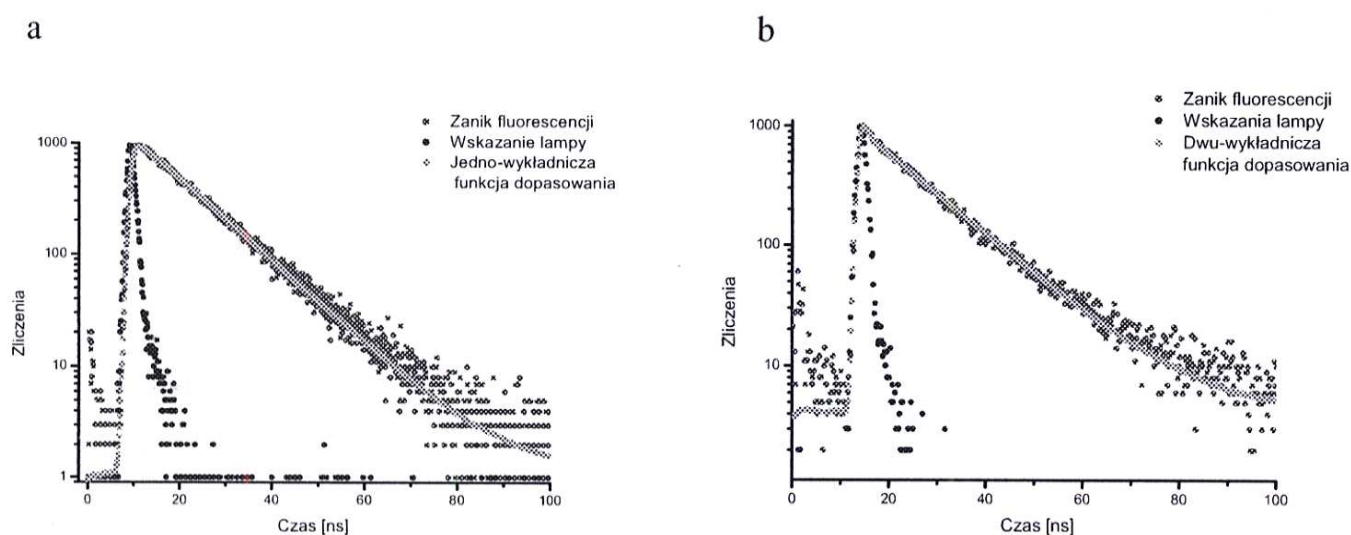 a
Zanik fluorescencji
Wskazanie lampy
Jedno-wykładnicza
funkcja dopasowania
1000
100
10
1
Zliczenia
0
20
40
60
80
100
Czas [ns]
b
Zanik fluorescencji
Wskazania lampy
Dwu-wykładnicza
funkcja dopasowania
1000
100
10
Zliczenia
0
20
40
60
80
100
Czas [ns]